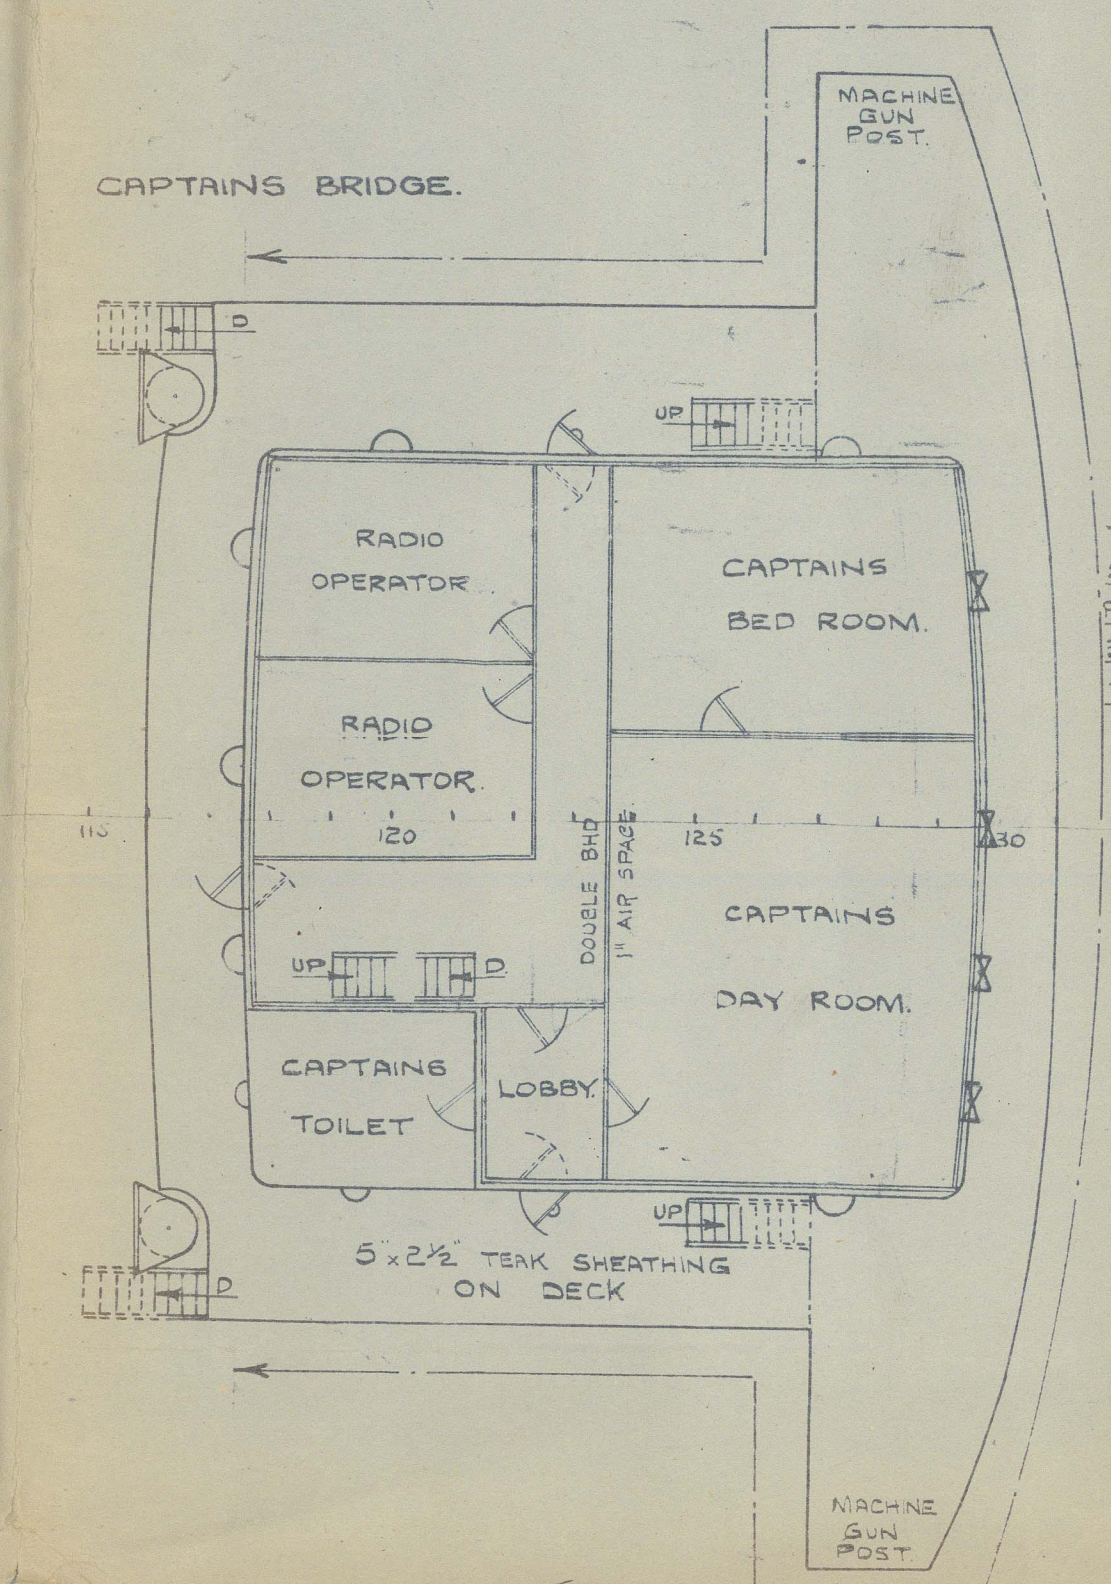 MACHINE
GUN
POST.
CAPTAINS BRIDGE.
D
UP
RADIO
OPERATOR.
CAPTAINS
BED ROOM.
RADIO
OPERATOR.
115
120
125
130
DOUBLE BHD
1" AIR SPACE.
CAPTAINS
DAY ROOM.
UP
D.
CAPTAINS
TOILET
LOBBY.
UP
5" x 2½" TEAK SHEATHING
ON DECK
D
MACHINE
GUN
POST.